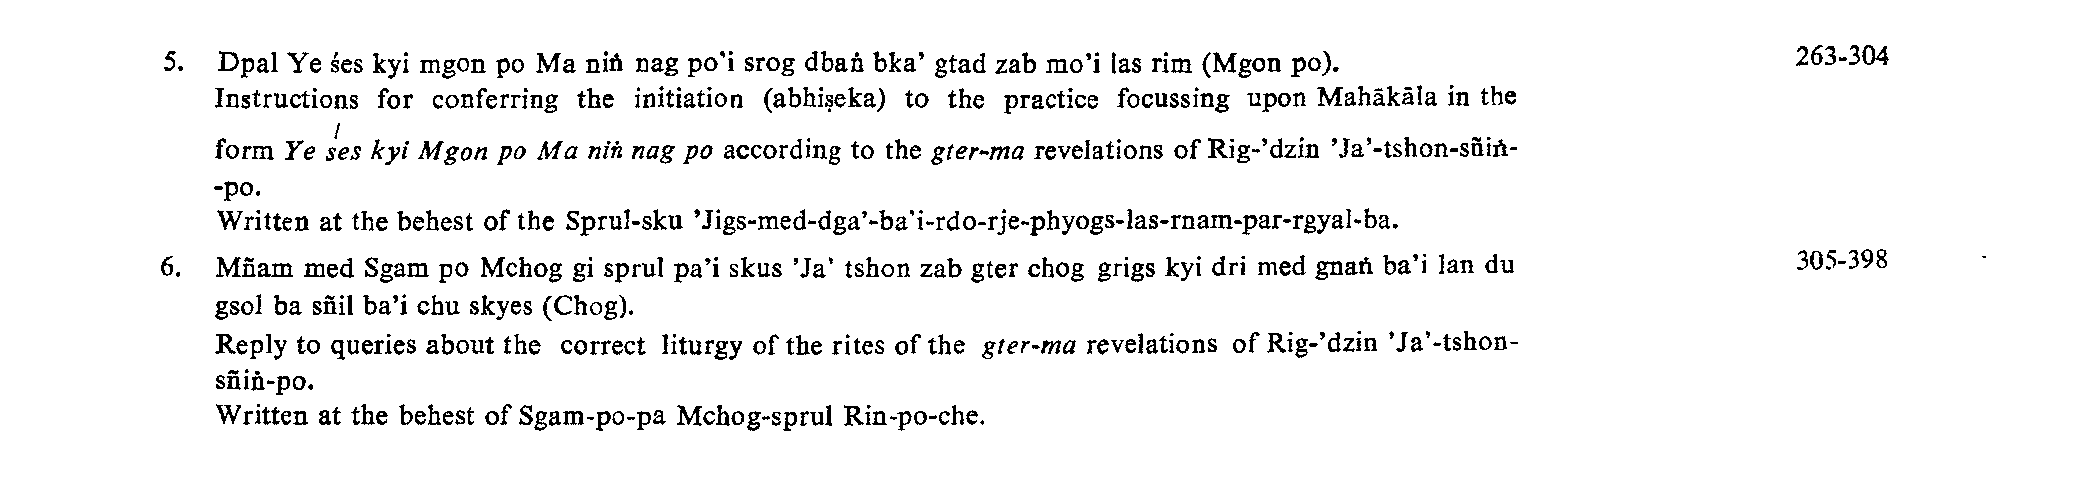 5. Dpal Ye śes kyi mgon po Ma niṅ nag po’i srog dbaṅ bka’ gtad zab mo’i las rim (Mgon po). 263-304
Instructions for conferring the initiation (abhiṣeka) to the practice focussing upon Mahākāla in the
form Ye śes kyi Mgon po Ma niṅ nag po according to the gter-ma revelations of Rig-’dzin ’Ja’-tshon-sñiṅ-
-po.
Written at the behest of the Sprul-sku ’Jigs-med-dga’-ba’i-rdo-rje-phyogs-las-rnam-par-rgyal-ba.
6. Mñam med Sgam po Mchog gi sprul pa’i skus ’Ja’ tshon zab gter chog grigs kyi dri med gnaṅ ba’i lan du 305-398
gsol ba sñil ba’i chu skyes (Chog).
Reply to queries about the correct liturgy of the rites of the gter-ma revelations of Rig-’dzin ’Ja’-tshon-
sñiṅ-po.
Written at the behest of Sgam-po-pa Mchog-sprul Rin-po-che.